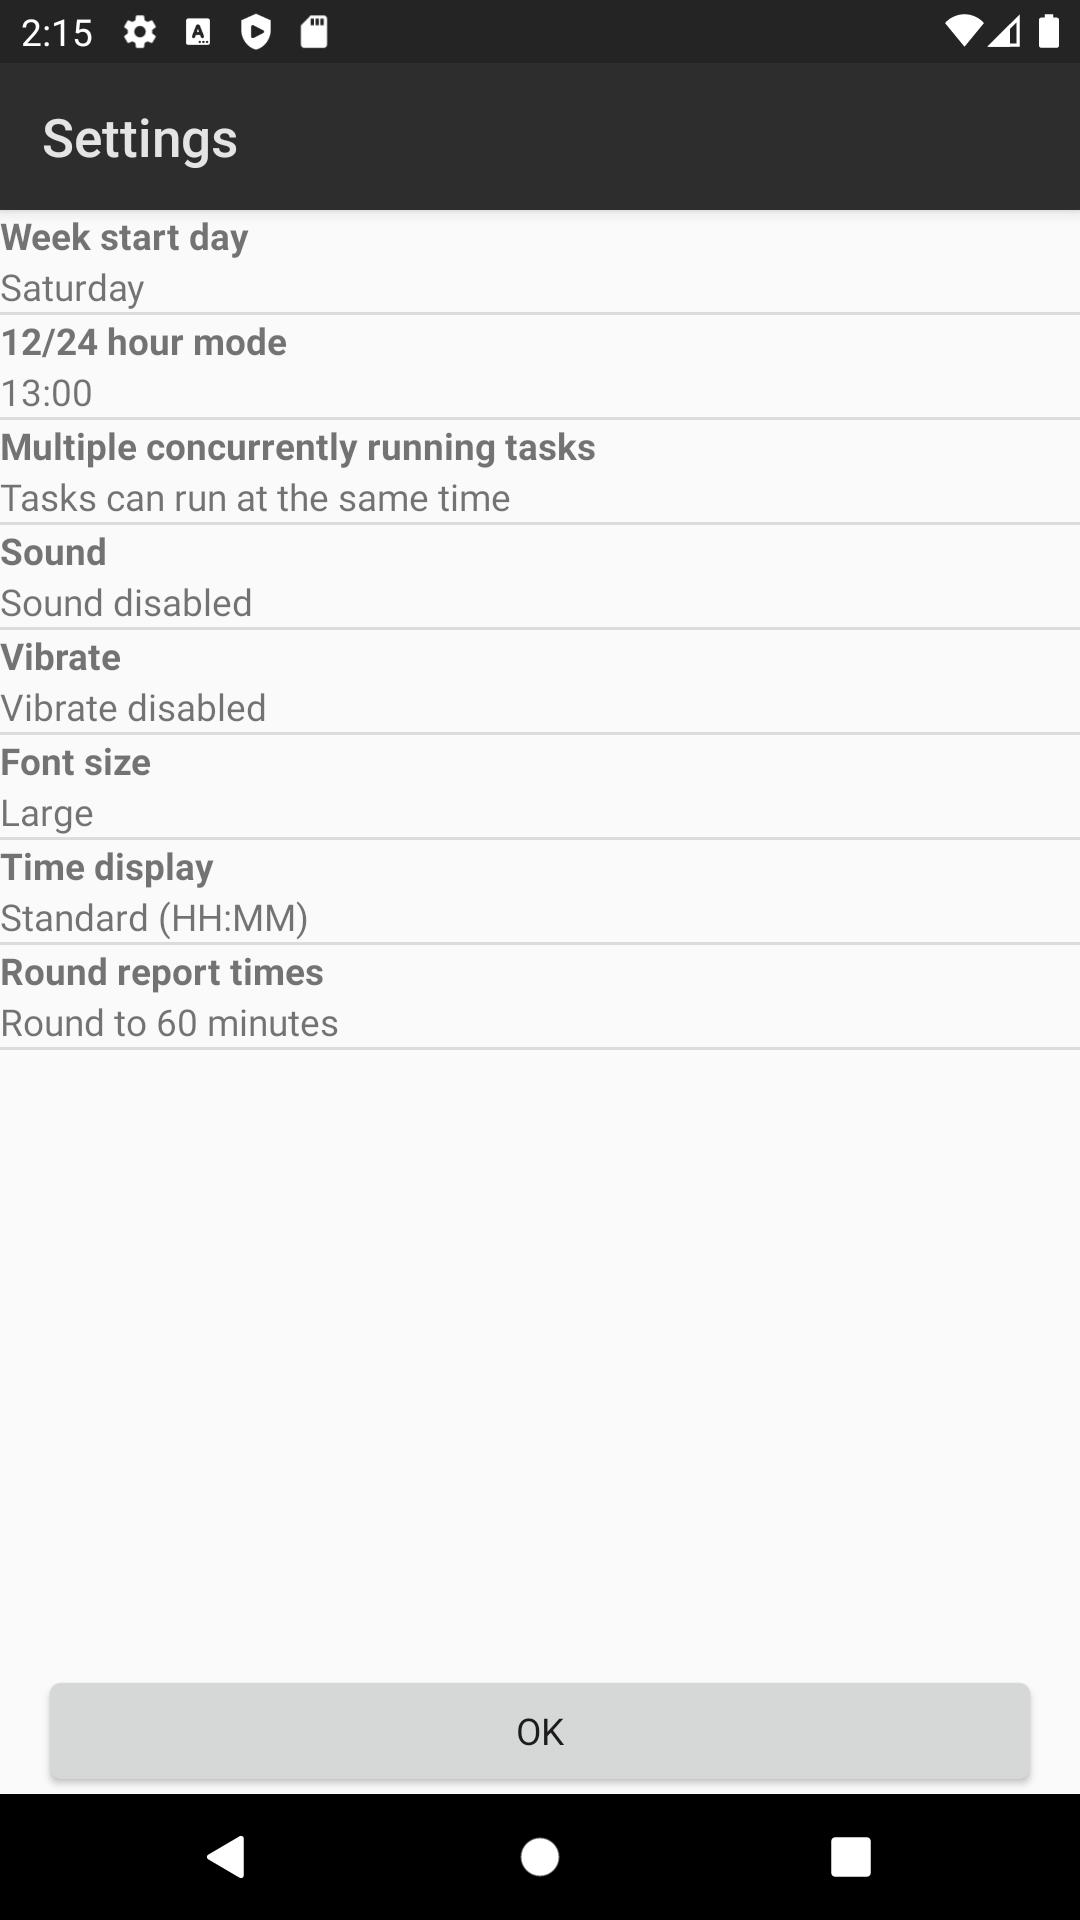 2:15
Settings
Week start day
Saturday
12/24 hour mode
13:00
Multiple concurrently running tasks
Tasks can run at the same time
Sound
Sound disabled
Vibrate
Vibrate disabled
Font size
Large
Time display
Standard (HH:MM)
Round report times
Round to 60 minutes
OK